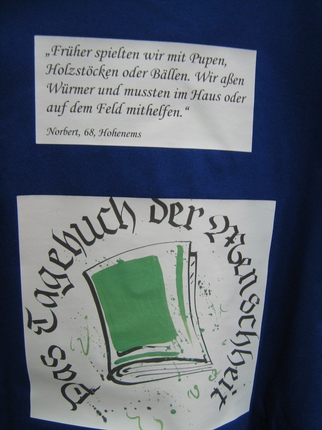 „Früher spielten wir mit Pupen,
Holzstöcken oder Bällen. Wir aßen
Würmer und mussten im Haus oder
auf dem Feld mithelfen.“
Norbert, 68, Hohenems
Das Tagebuch der Menschheit